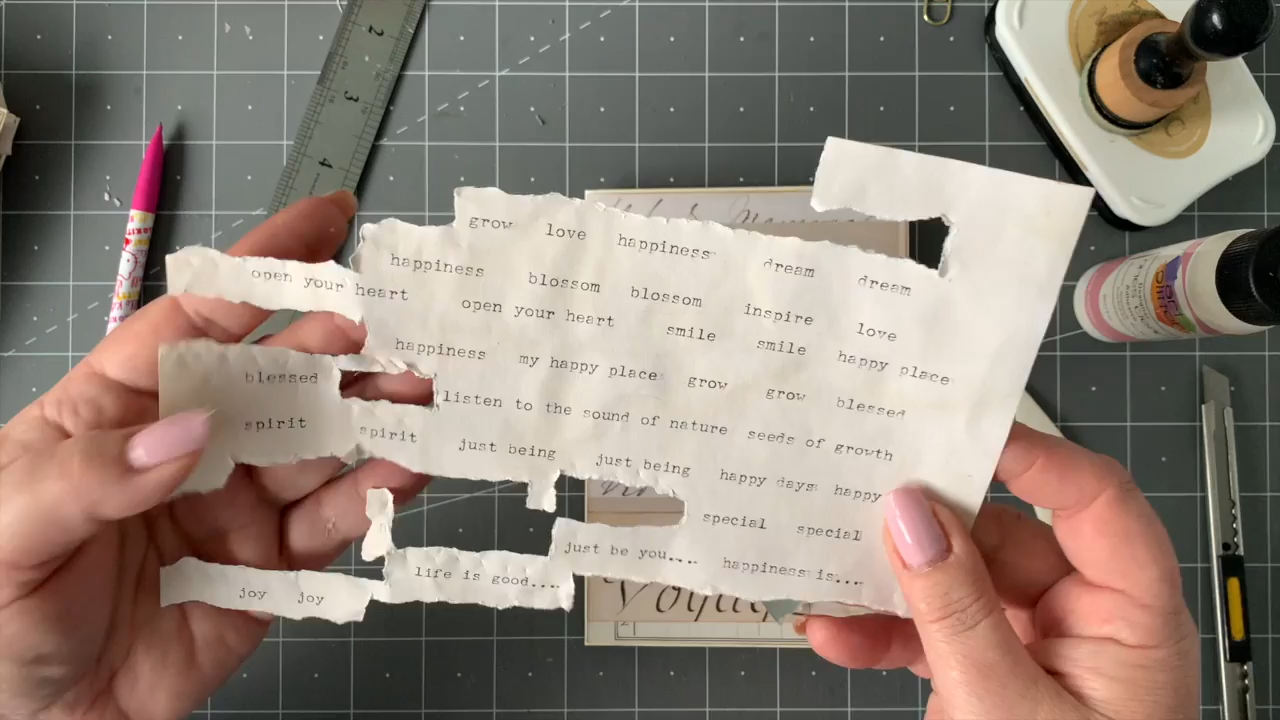 grow love happiness dream dream
happiness blossom blossom inspire love
open your heart open your heart smile smile happy place
happiness my happy place grow grow blessed
blessed listen to the sound of nature seeds of growth
spirit spirit just being just being happy days happy
special special
just be you.... happiness is....
joy joy life is good....
2
3
4